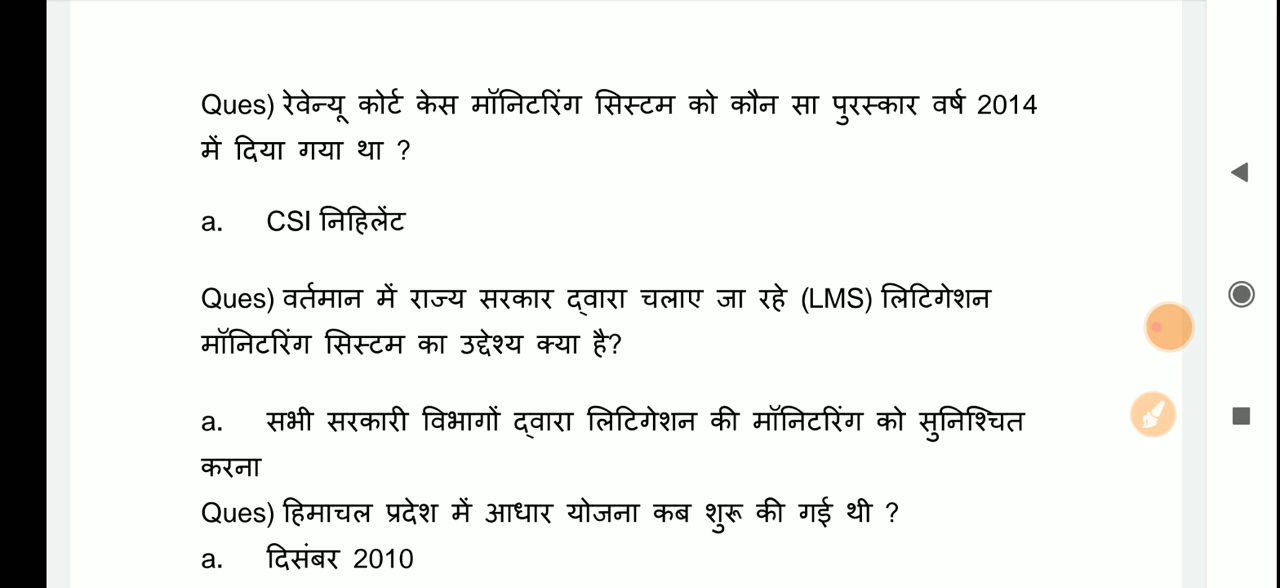 Ques) रेवेन्यू कोर्ट केस मॉनिटरिंग सिस्टम को कौन सा पुरस्कार वर्ष 2014
में दिया गया था ?
a. CSI निहिलेंट
Ques) वर्तमान में राज्य सरकार द्वारा चलाए जा रहे (LMS) लिटिगेशन
मॉनिटरिंग सिस्टम का उद्देश्य क्या है?
a. सभी सरकारी विभागों द्वारा लिटिगेशन की मॉनिटरिंग को सुनिश्चित
करना
Ques) हिमाचल प्रदेश में आधार योजना कब शुरू की गई थी ?
a. दिसंबर 2010